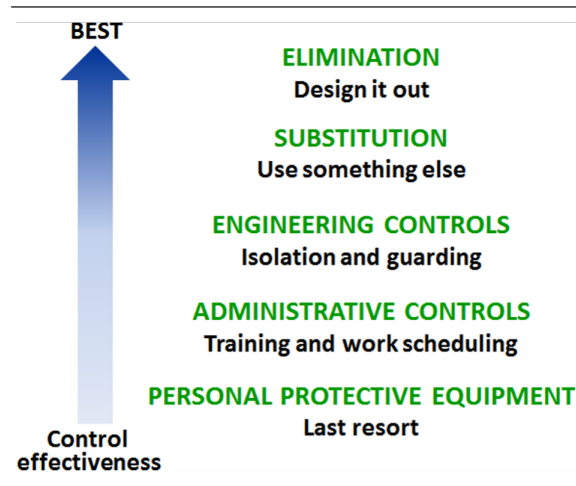 BEST
ELIMINATION
Design it out
SUBSTITUTION
Use something else
ENGINEERING CONTROLS
Isolation and guarding
ADMINISTRATIVE CONTROLS
Training and work scheduling
PERSONAL PROTECTIVE EQUIPMENT
Last resort
Control
effectiveness